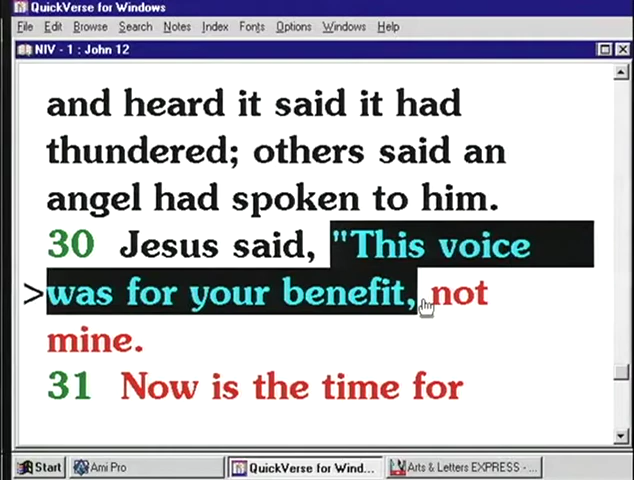 QuickVerse for Windows
File Edit Browse Search Notes Index Fonts Options Windows Help
NIV - 1 : John 12
and heard it said it had
thundered; others said an
angel had spoken to him.
30 Jesus said, "This voice
>was for your benefit, not
mine.
31 Now is the time for
Start Ami Pro QuickVerse for Wind... Arts & Letters EXPRESS - ...